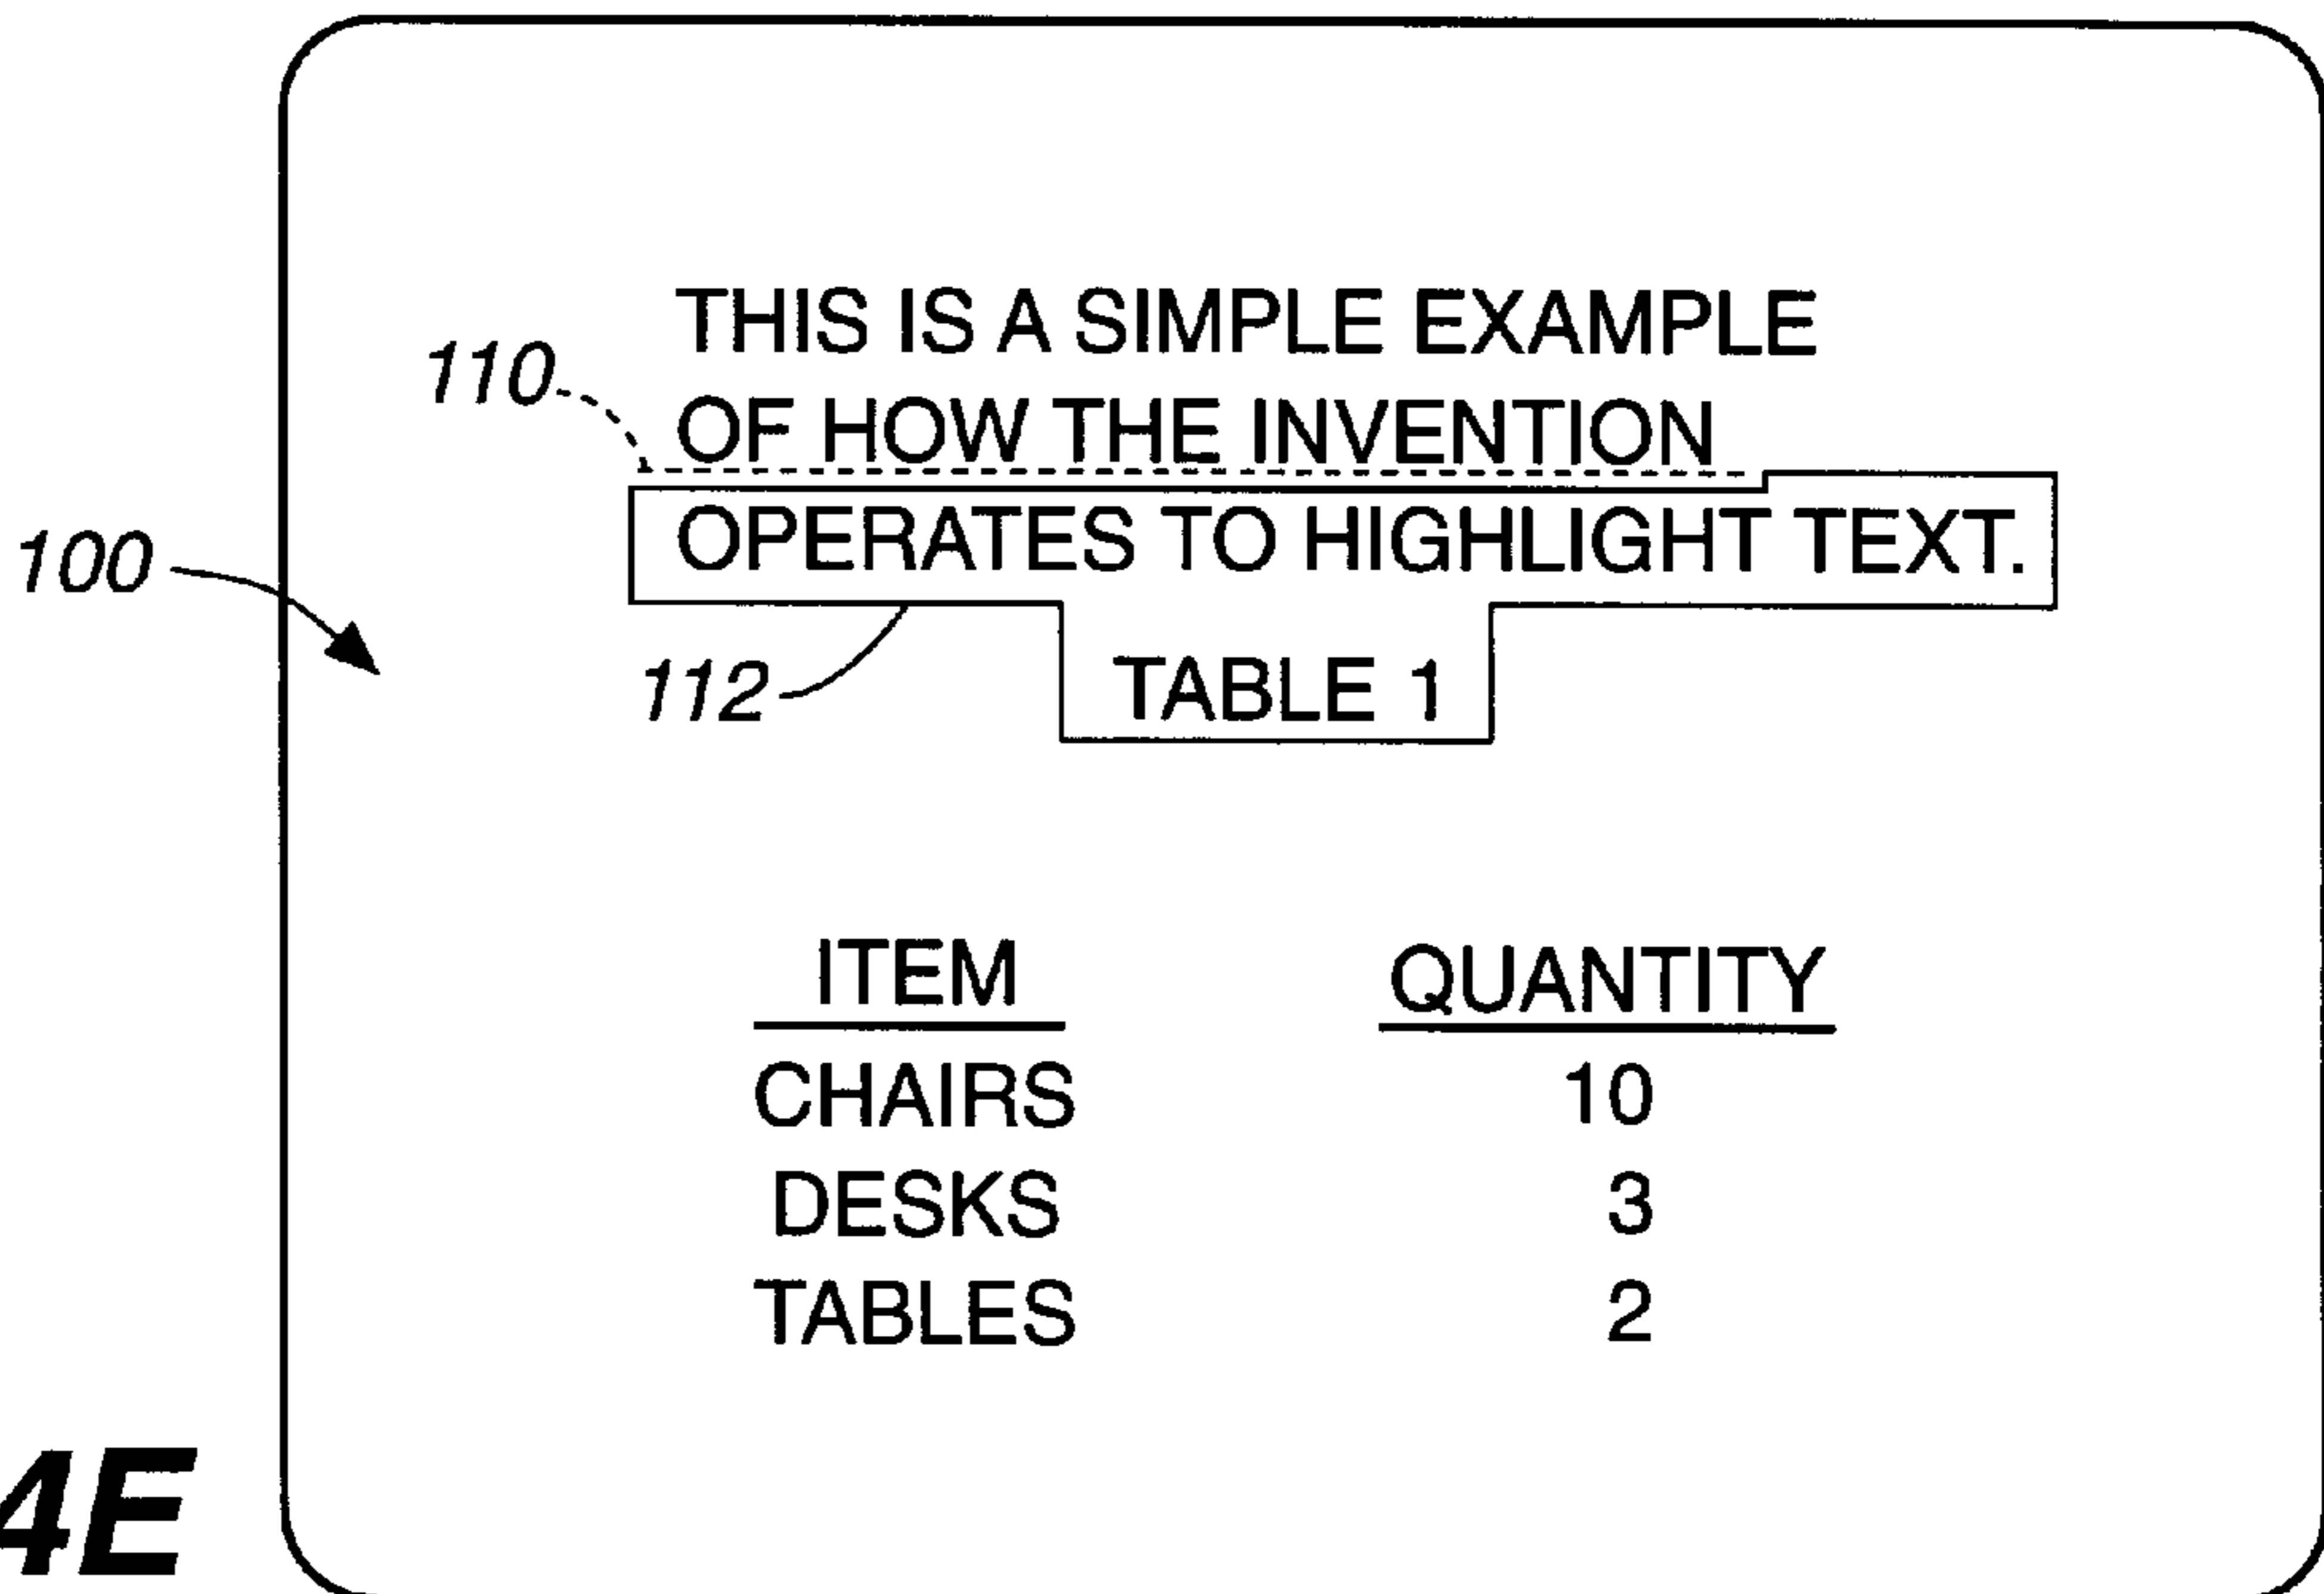 THIS IS A SIMPLE EXAMPLE
110
OF HOW THE INVENTION
OPERATES TO HIGHLIGHT TEXT.
100
112
TABLE 1
ITEM QUANTITY
CHAIRS 10
DESKS 3
TABLES 2
4E